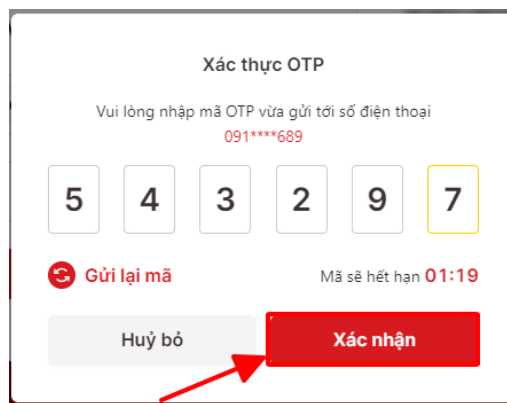 Xác thực OTP
Vui lòng nhập mã OTP vừa gửi tới số điện thoại
091****689
5 4 3 2 9 7
Gửi lại mã Mã sẽ hết hạn 01:19
Huỷ bỏ Xác nhận